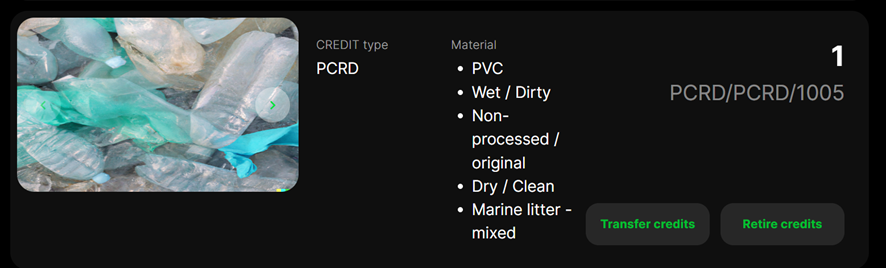 CREDIT type
PCRD
Material
• PVC
• Wet / Dirty
• Non-
processed /
original
• Dry / Clean
• Marine litter -
mixed
1
PCRD/PCRD/1005
Transfer credits
Retire credits